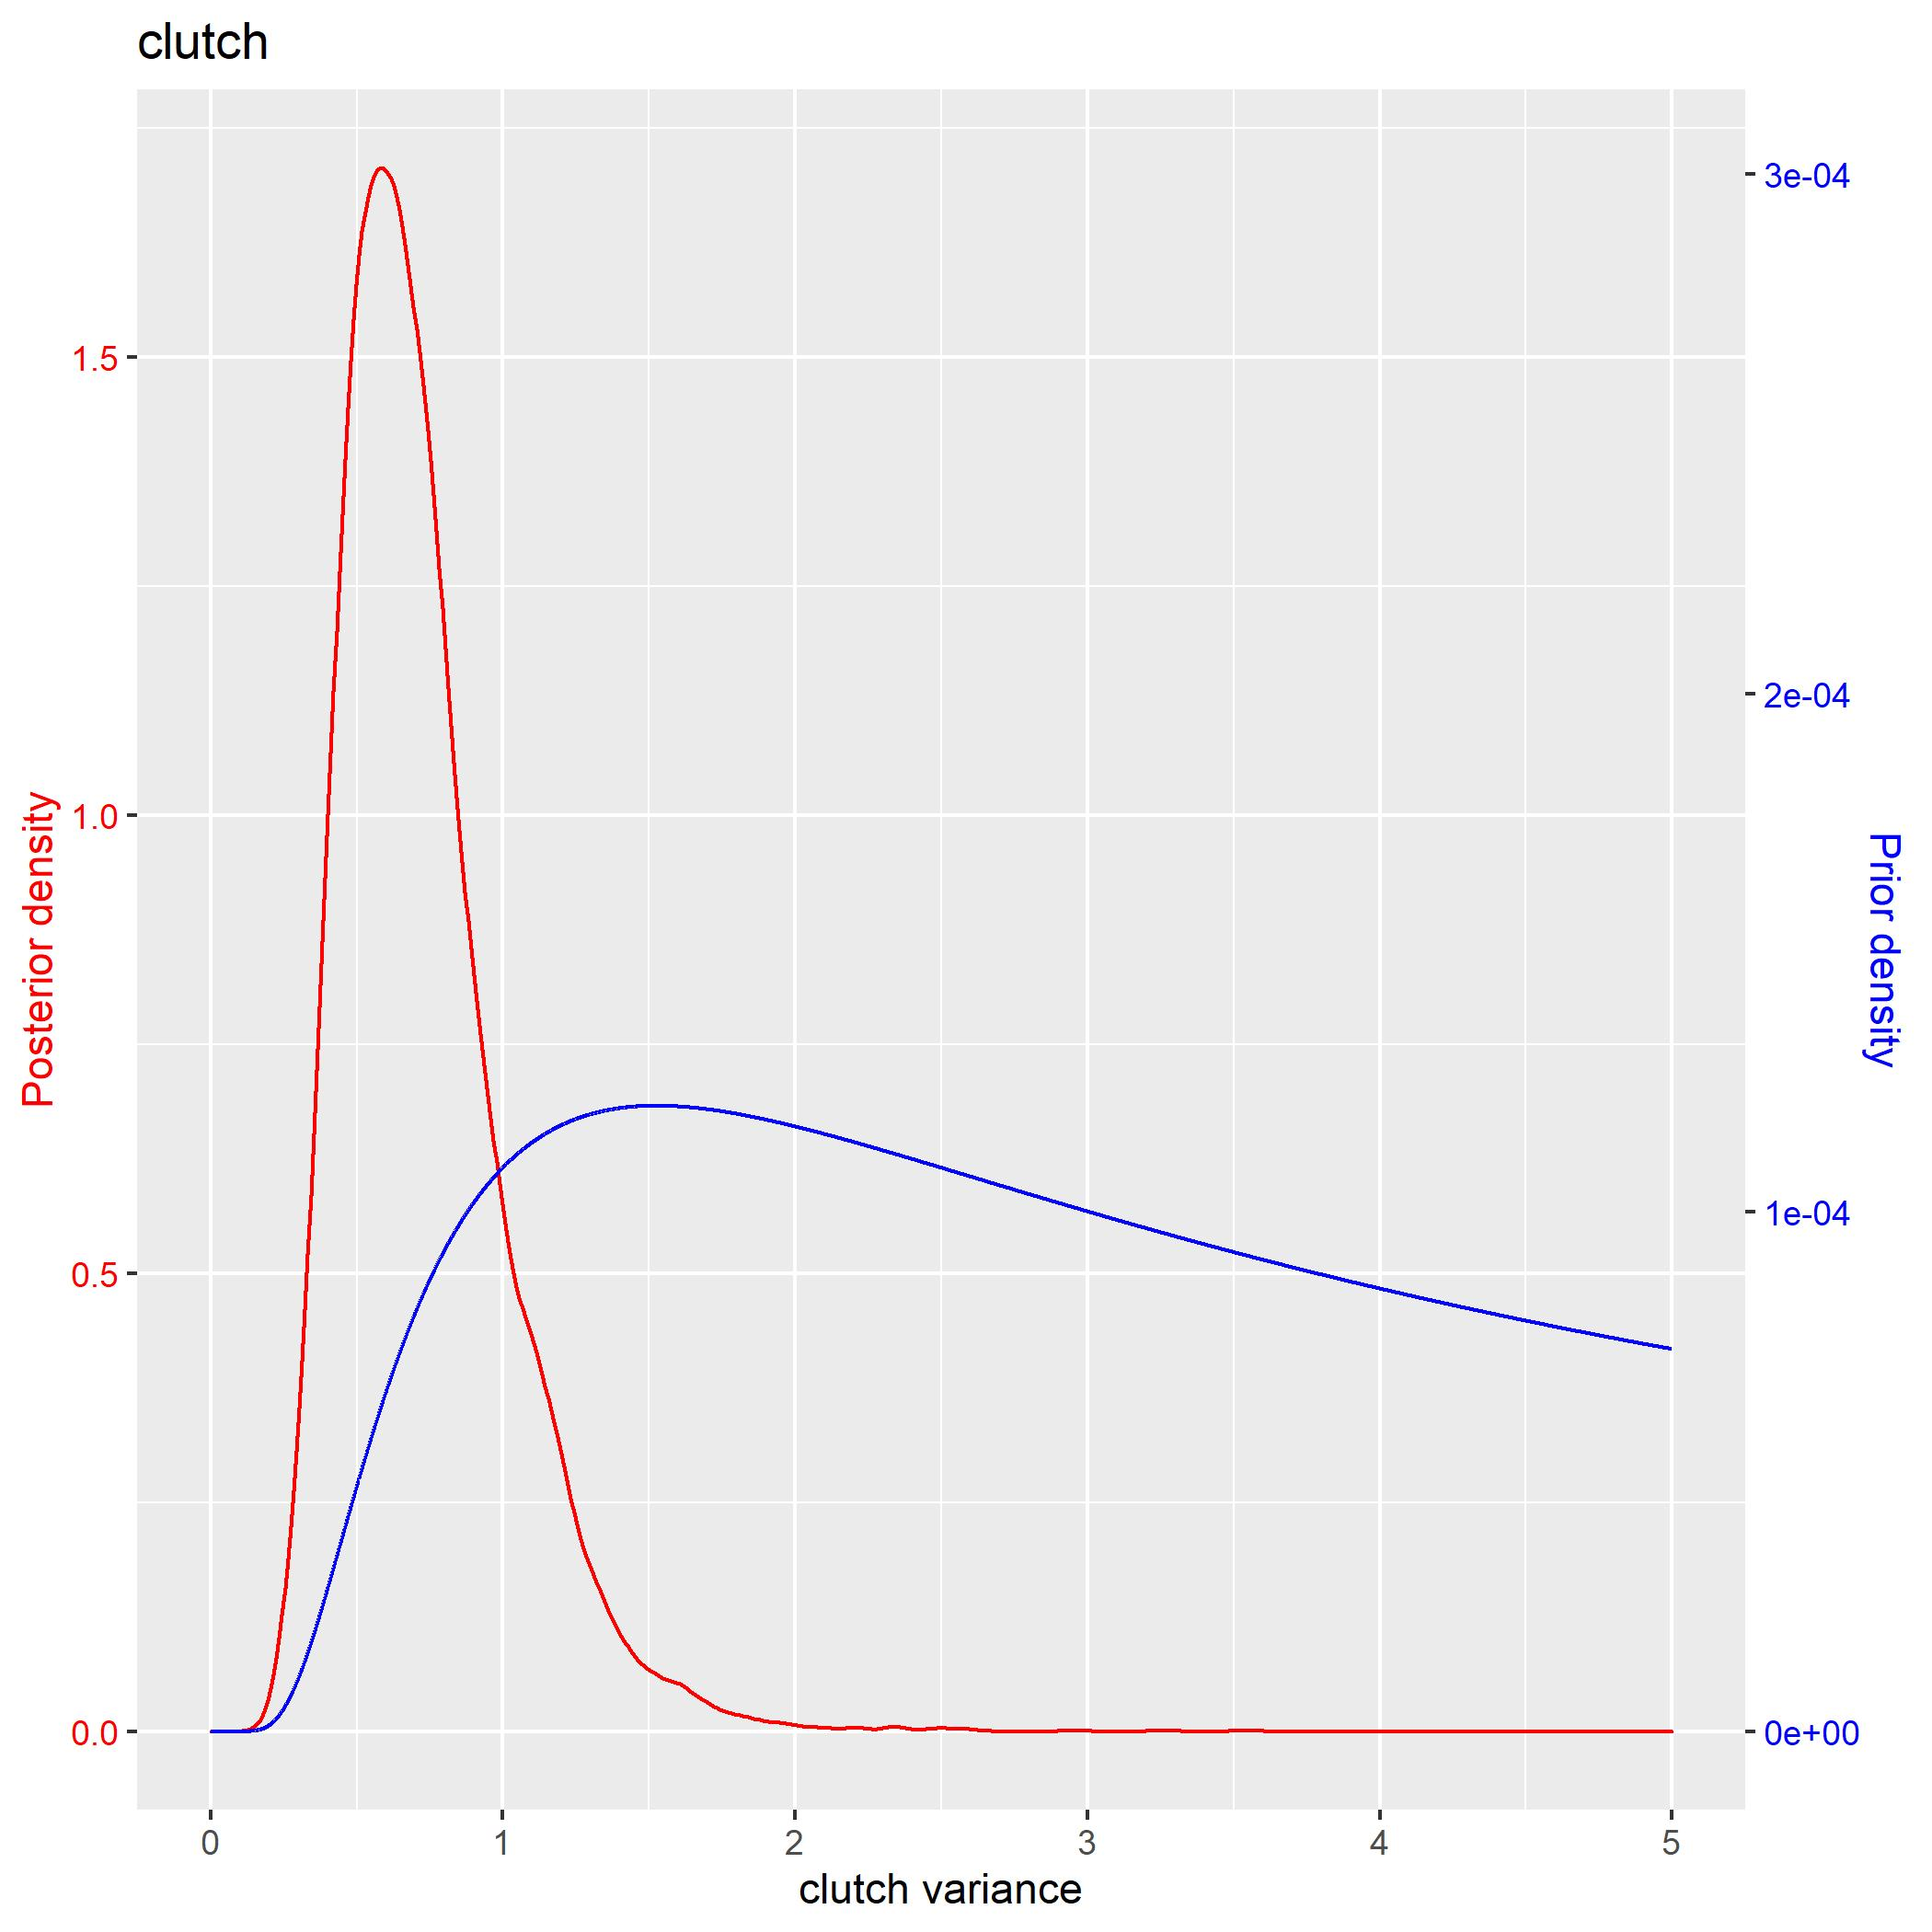 clutch
Posterior density
1.5
1.0
0.5
0.0
3e-04
2e-04
1e-04
0e+00
Prior density
0 1 2 3 4 5
clutch variance